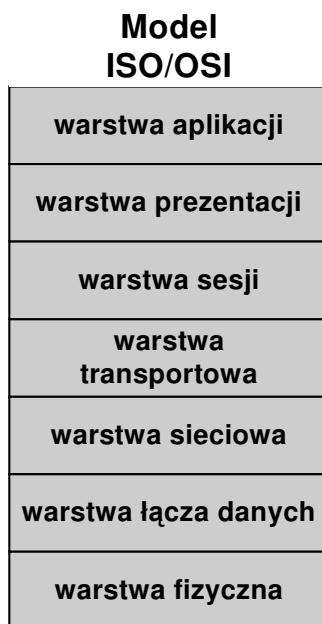 Model
ISO/OSI
warstwa aplikacji
warstwa prezentacji
warstwa sesji
warstwa
transportowa
warstwa sieciowa
warstwa łącza danych
warstwa fizyczna